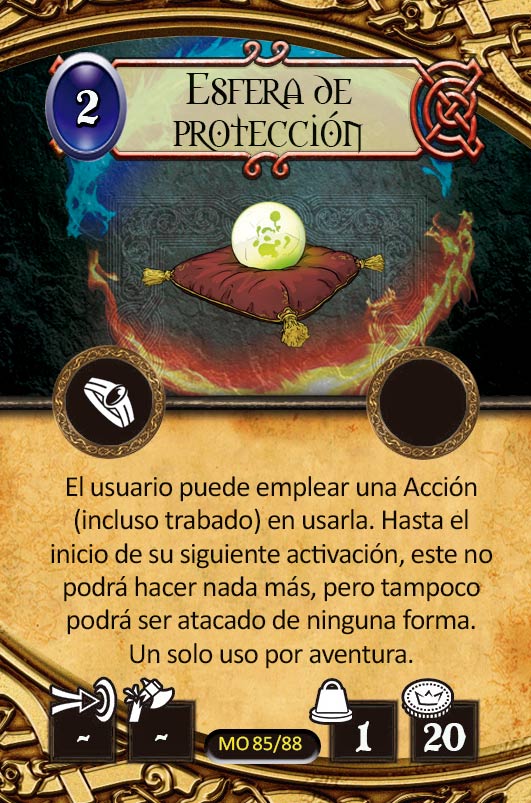 2
Esfera de
protección
El usuario puede emplear una Acción
(incluso trabado) en usarla. Hasta el
inicio de su siguiente activación, este no
podrá hacer nada más, pero tampoco
podrá ser atacado de ninguna forma.
Un solo uso por aventura.
~ ~ MO 85/88 1 20